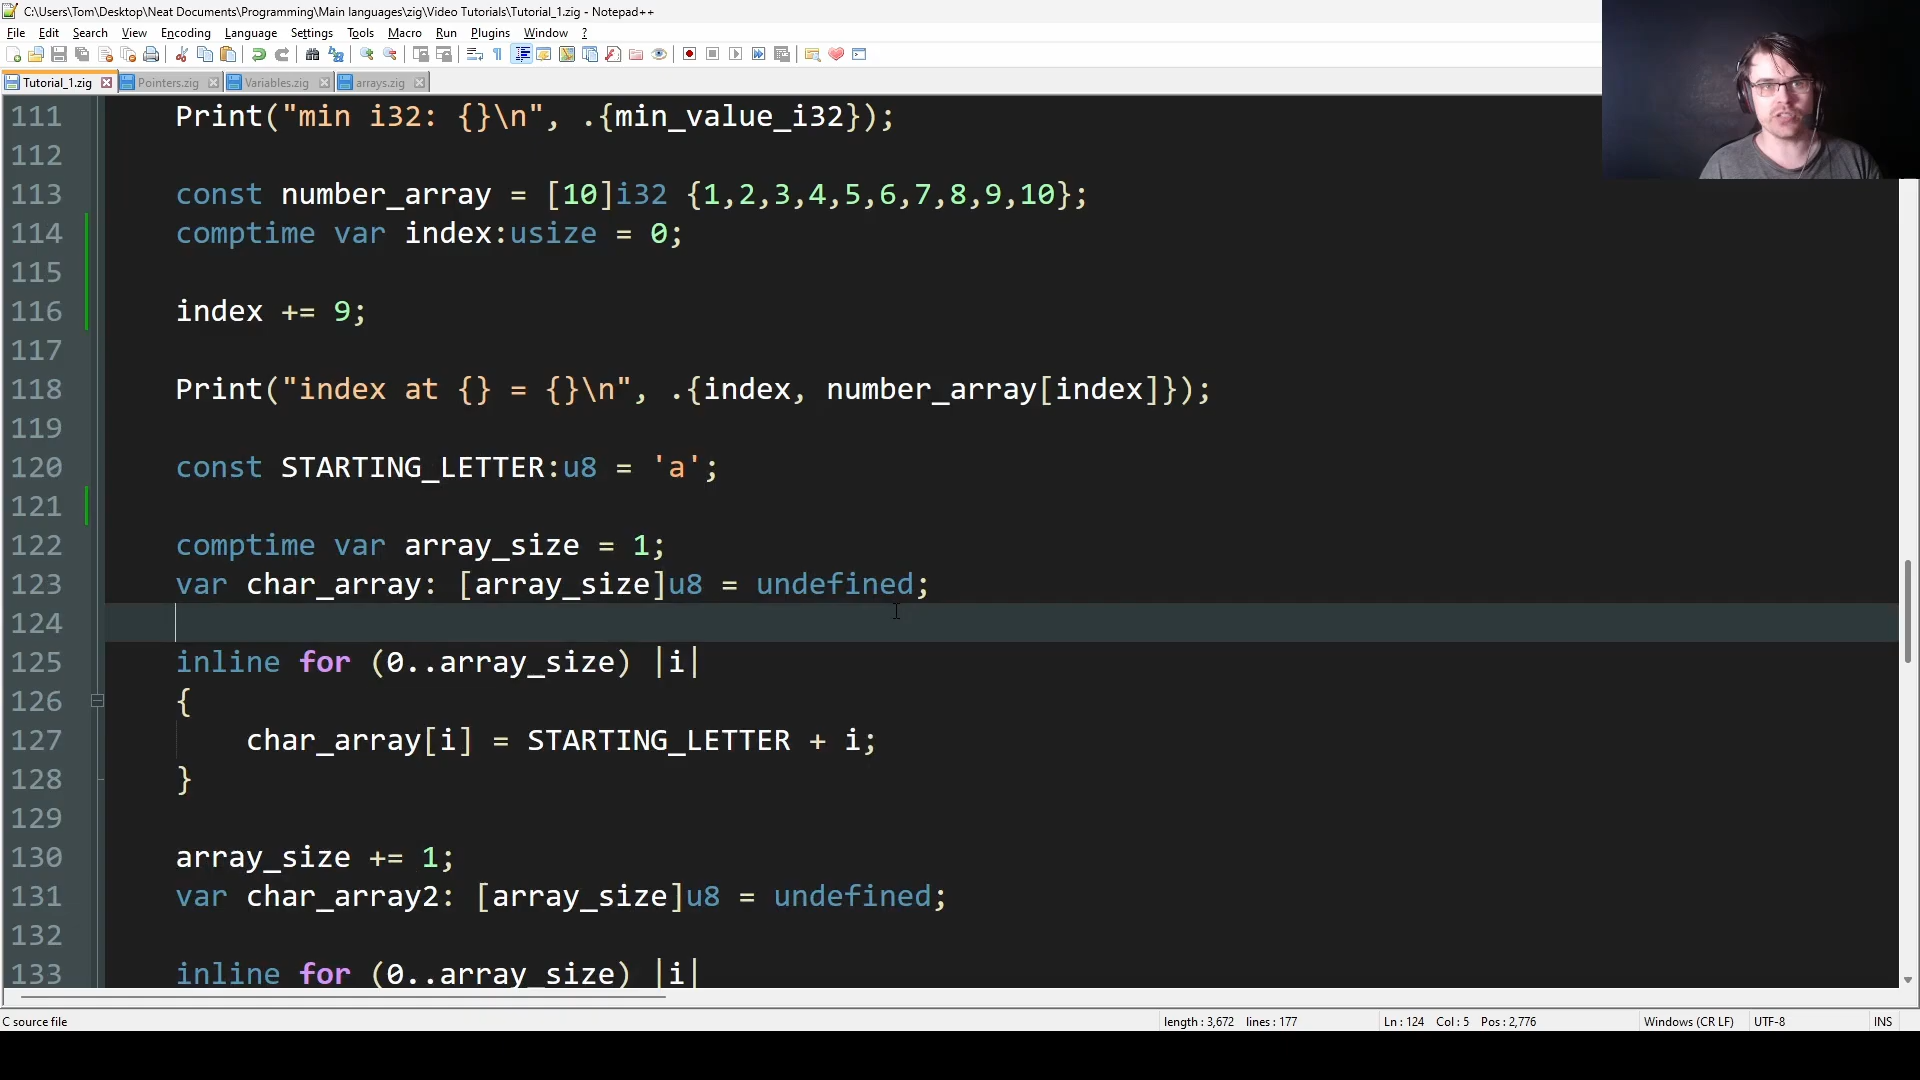 C:\Users\Tom\Desktop\Neat Documents\Programming\Main languages\zig\Video Tutorials\Tutorial_1.zig - Notepad++
File Edit Search View Encoding Language Settings Tools Macro Run Plugins Window ?
Tutorial_1.zig Pointers.zig Variables.zig arrays.zig
111 Print("min i32: {}\n", .{min_value_i32});
112
113 const number_array = [10]i32 {1,2,3,4,5,6,7,8,9,10};
114 comptime var index:usize = 0;
115
116 index += 9;
117
118 Print("index at {} = {}\n", .{index, number_array[index]});
119
120 const STARTING_LETTER:u8 = 'a';
121
122 comptime var array_size = 1;
123 var char_array: [array_size]u8 = undefined;
124
125 inline for (0..array_size) |i|
126 {
127 char_array[i] = STARTING_LETTER + i;
128 }
129
130 array_size += 1;
131 var char_array2: [array_size]u8 = undefined;
132
133 inline for (0..array_size) |i|
C source file length : 3,672 lines : 177 Ln : 124 Col : 5 Pos : 2,776 Windows (CR LF) UTF-8 INS